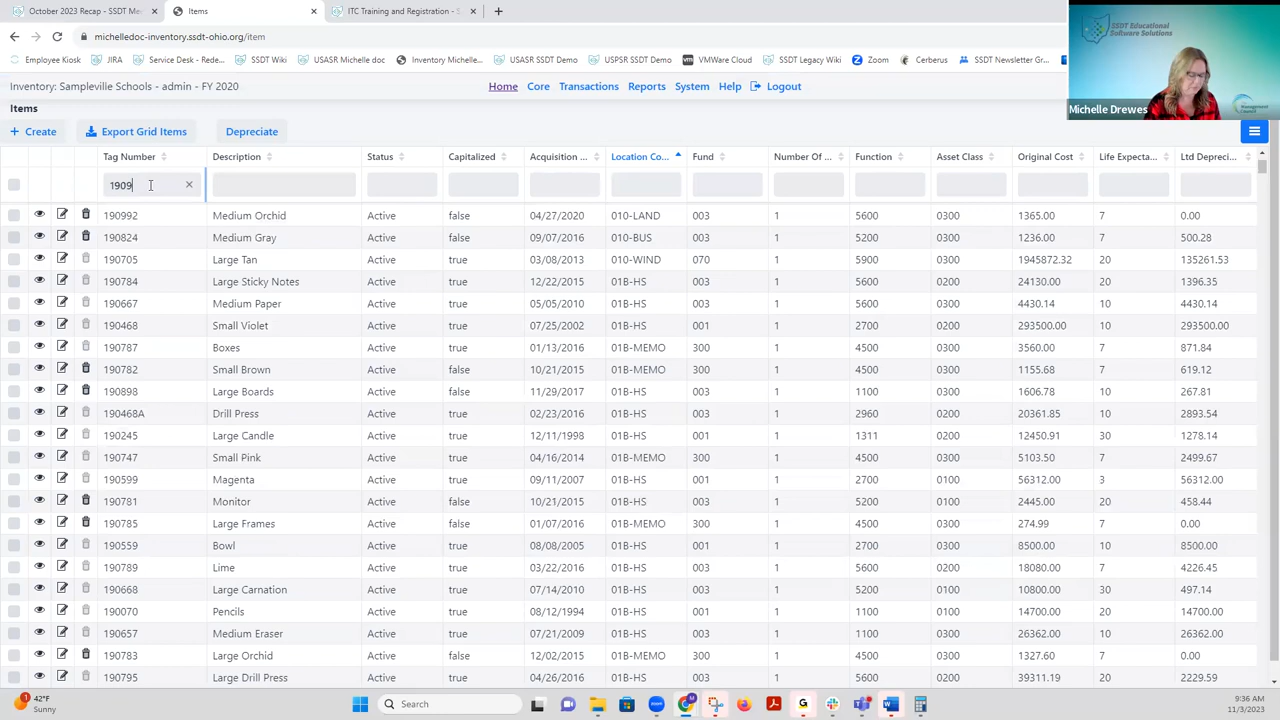 October 2023 Recap - SSDT Me
Items
ITC Training and Registration - S
michelledoc-inventory.ssdt-ohio.org/item
Employee Kiosk
JIRA
Service Desk - Rede...
SSDT Wiki
USASR Michelle doc
Inventory Michelle...
USASR SSDT Demo
USPSR SSDT Demo
VMWare Cloud
SSDT Legacy Wiki
Zoom
Cerberus
SSDT Newsletter Gr...
SSDT Educational
Software Solutions
Michelle Drewes
Inventory: Sampleville Schools - admin - FY 2020
Home Core Transactions Reports System Help Logout
Items
Create Export Grid Items Depreciate
Tag Number Description Status Capitalized Acquisition ... Location Co... Fund Number Of ... Function Asset Class Original Cost Life Expecta... Ltd Depreci...
1909
190992 Medium Orchid Active false 04/27/2020 010-LAND 003 1 5600 0300 1365.00 7 0.00
190824 Medium Gray Active false 09/07/2016 010-BUS 003 1 5200 0300 1236.00 7 500.28
190705 Large Tan Active true 03/08/2013 010-WIND 070 1 5900 0300 1945872.32 20 135261.53
190784 Large Sticky Notes Active true 12/22/2015 01B-HS 003 1 5600 0200 24130.00 20 1396.35
190667 Medium Paper Active true 05/05/2010 01B-HS 003 1 5600 0300 4430.14 10 4430.14
190468 Small Violet Active true 07/25/2002 01B-HS 001 1 2700 0200 293500.00 10 293500.00
190787 Boxes Active true 01/13/2016 01B-MEMO 300 1 4500 0300 3560.00 7 871.84
190782 Small Brown Active true 10/21/2015 01B-MEMO 300 1 4500 0300 1155.68 7 619.12
190898 Large Boards Active true 11/29/2017 01B-HS 003 1 1100 0300 1606.78 10 267.81
190468A Drill Press Active true 02/23/2016 01B-HS 003 1 2960 0200 20361.85 10 2893.54
190245 Large Candle Active true 12/11/1998 01B-HS 001 1 1311 0200 12450.91 30 1278.14
190747 Small Pink Active true 04/16/2014 01B-MEMO 300 1 4500 0300 5103.50 7 2499.67
190599 Magenta Active true 09/11/2007 01B-HS 001 1 2700 0100 56312.00 3 56312.00
190781 Monitor Active false 10/21/2015 01B-HS 003 1 5200 0100 2445.00 20 458.44
190785 Large Frames Active false 01/07/2016 01B-MEMO 300 1 4500 0300 274.99 7 0.00
190559 Bowl Active true 08/08/2005 01B-HS 001 1 2700 0100 8500.00 10 8500.00
190789 Lime Active true 03/22/2016 01B-HS 003 1 5600 0200 18080.00 7 4226.45
190668 Large Carnation Active true 07/14/2010 01B-HS 003 1 5200 0100 10800.00 30 497.14
190070 Pencils Active true 08/12/1994 01B-HS 001 1 1100 0100 14700.00 20 14700.00
190657 Medium Eraser Active true 07/21/2009 01B-HS 003 1 1100 0300 26362.00 10 26362.00
190783 Large Orchid Active false 12/02/2015 01B-MEMO 300 1 4500 0300 1327.60 7 0.00
190795 Large Drill Press Active true 04/26/2016 01B-HS 003 1 5600 0100 39311.19 20 2229.59
42°F
Sunny
Search
9:36 AM
11/3/2023